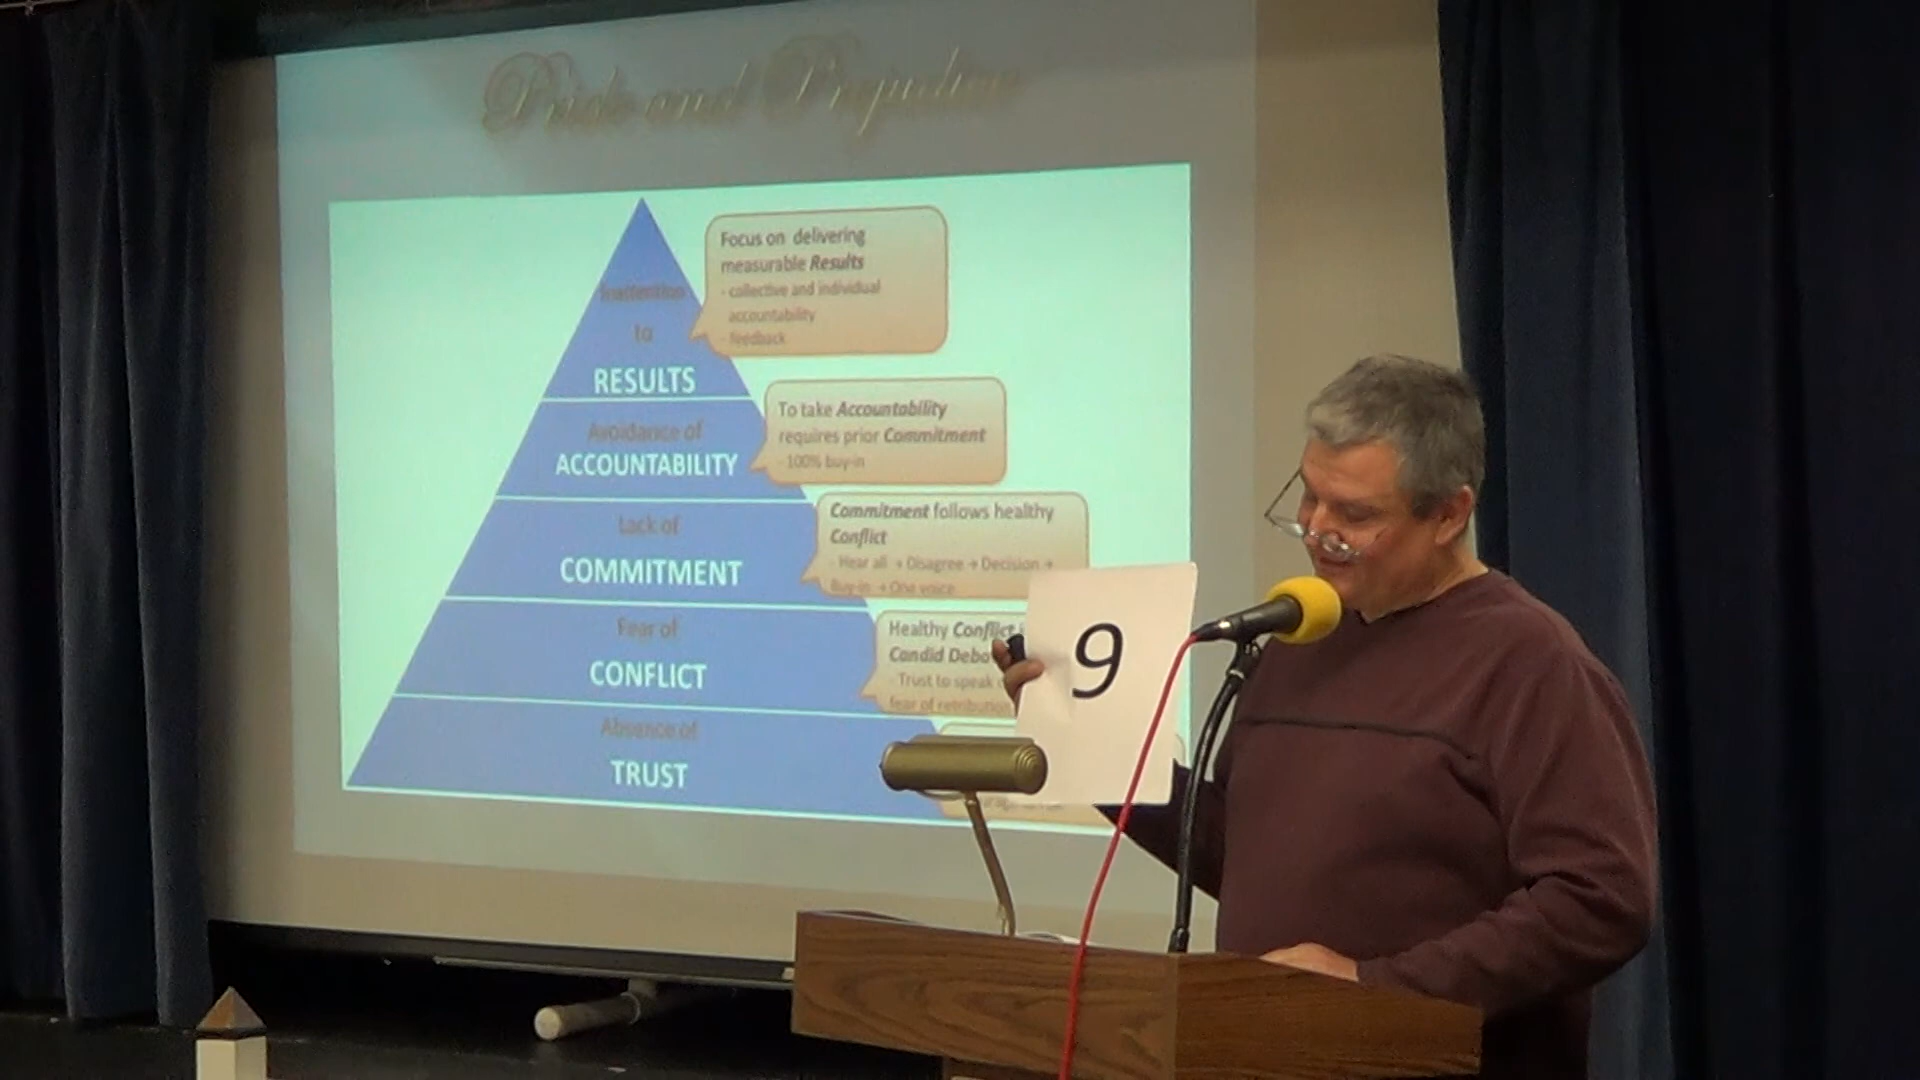 Pride and Prejudice
Focus on delivering
measurable Results
- collective and individual
accountability
- feedback
Inattention
to
RESULTS
To take Accountability
requires prior Commitment
- 100% buy-in
Avoidance of
ACCOUNTABILITY
Commitment follows healthy
Conflict
- Hear all → Disagree → Decision →
Buy-in → One voice
Lack of
COMMITMENT
Healthy Conflict
Candid
- Trust to speak
fear of retribution
Fear of
CONFLICT
Absence of
TRUST
9